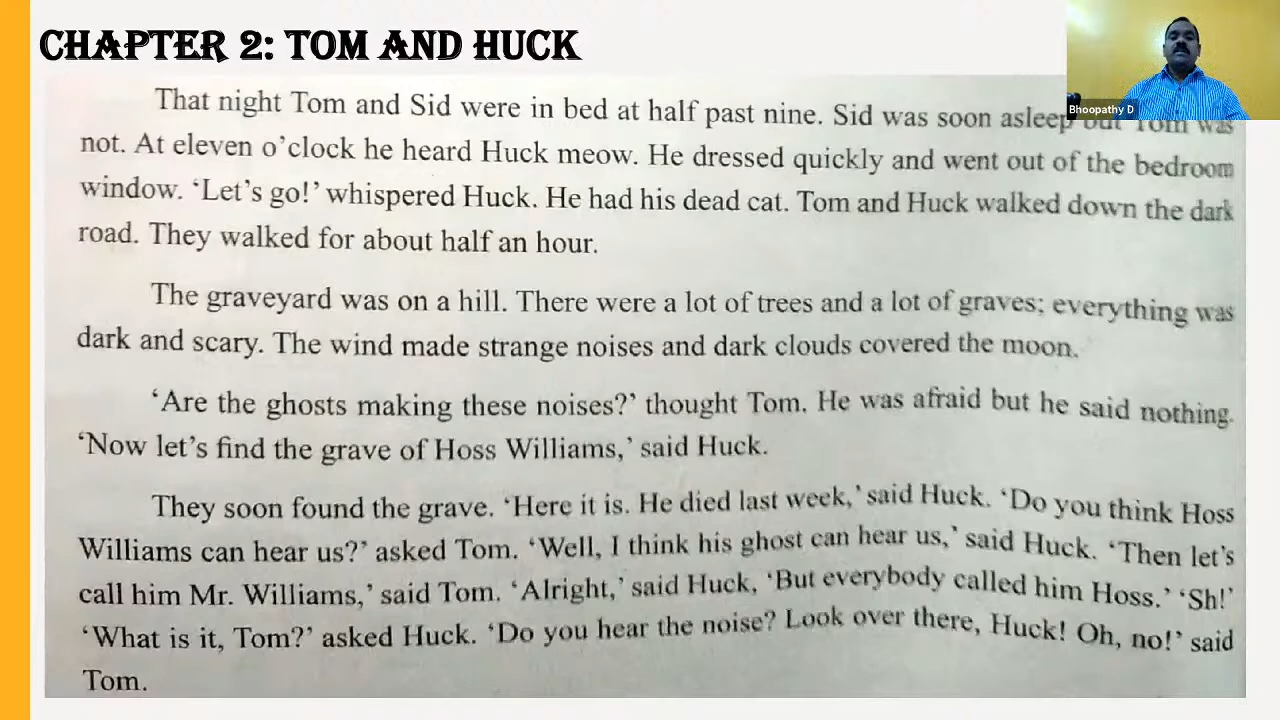 CHAPTER 2: TOM AND HUCK
Bhoopathy D
That night Tom and Sid were in bed at half past nine. Sid was soon asleep but Tom was
not. At eleven o’clock he heard Huck meow. He dressed quickly and went out of the bedroom
window. ‘Let’s go!’ whispered Huck. He had his dead cat. Tom and Huck walked down the dark
road. They walked for about half an hour.
The graveyard was on a hill. There were a lot of trees and a lot of graves; everything was
dark and scary. The wind made strange noises and dark clouds covered the moon.
‘Are the ghosts making these noises?’ thought Tom. He was afraid but he said nothing.
‘Now let’s find the grave of Hoss Williams,’ said Huck.
They soon found the grave. ‘Here it is. He died last week,’ said Huck. ‘Do you think Hoss
Williams can hear us?’ asked Tom. ‘Well, I think his ghost can hear us,’ said Huck. ‘Then let’s
call him Mr. Williams,’ said Tom. ‘Alright,’ said Huck, ‘But everybody called him Hoss.’ ‘Sh!’
‘What is it, Tom?’ asked Huck. ‘Do you hear the noise? Look over there, Huck! Oh, no!’ said
Tom.